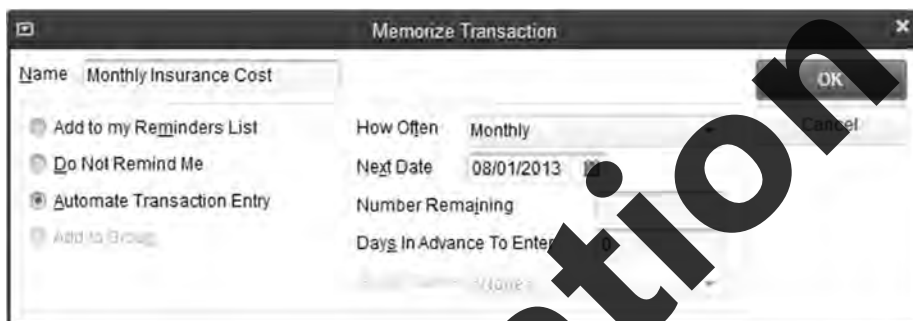 Memorize Transaction
Name Monthly Insurance Cost
OK
Cancel
Add to my Reminders List
How Often Monthly
Do Not Remind Me
Next Date 08/01/2013
Automate Transaction Entry
Number Remaining
Add to Group
Days In Advance To Enter 0
tion